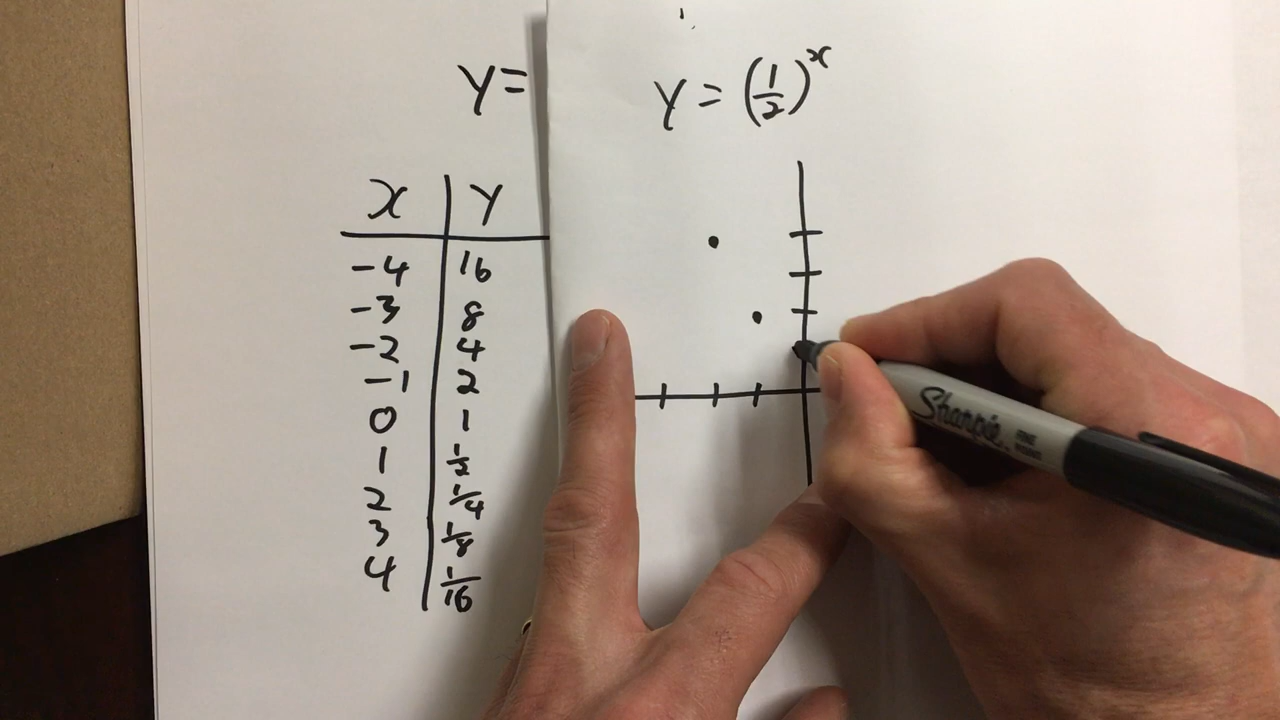 y=
y = (1/2)^x
x y
-4 16
-3 8
-2 4
-1 2
0 1
1 1/2
2 1/4
3 1/8
4 1/16
Sharpie